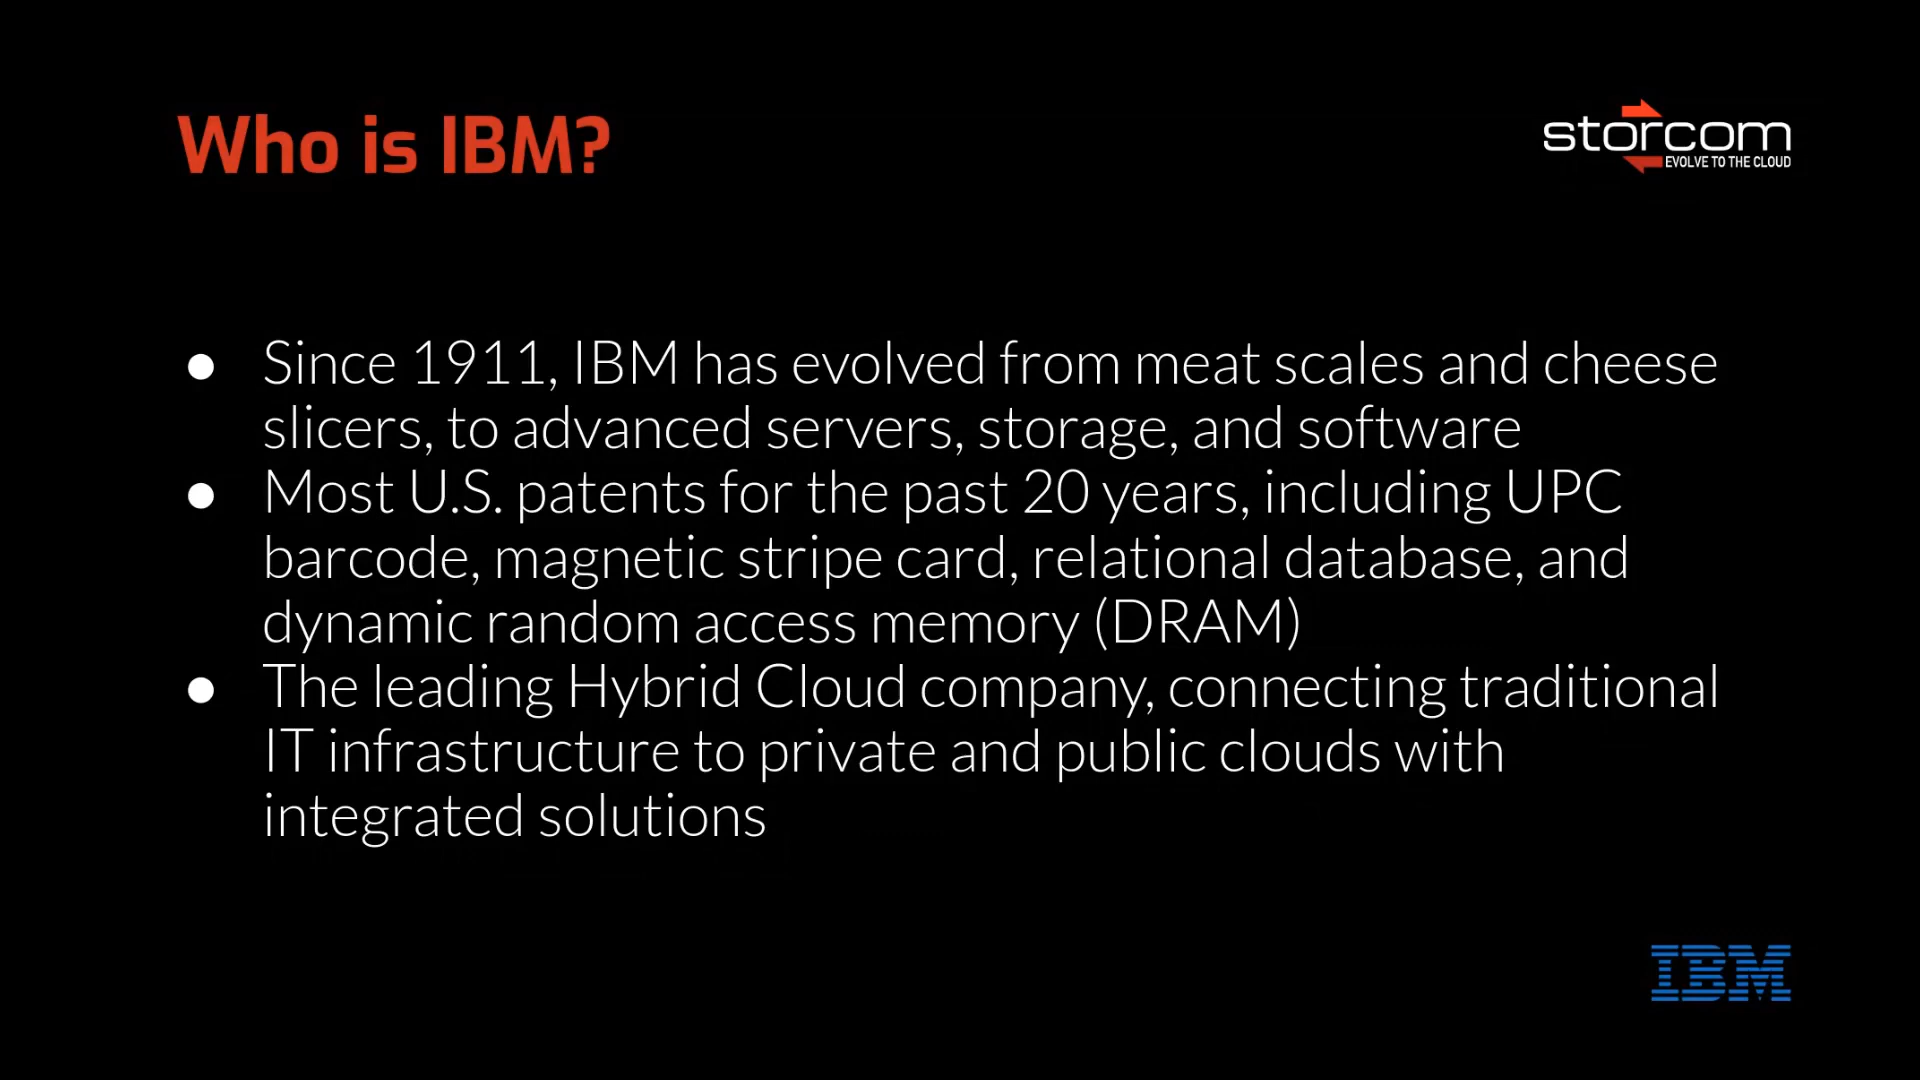 Who is IBM?
storcom
EVOLVE TO THE CLOUD
● Since 1911, IBM has evolved from meat scales and cheese
slicers, to advanced servers, storage, and software
● Most U.S. patents for the past 20 years, including UPC
barcode, magnetic stripe card, relational database, and
dynamic random access memory (DRAM)
● The leading Hybrid Cloud company, connecting traditional
IT infrastructure to private and public clouds with
integrated solutions
IBM